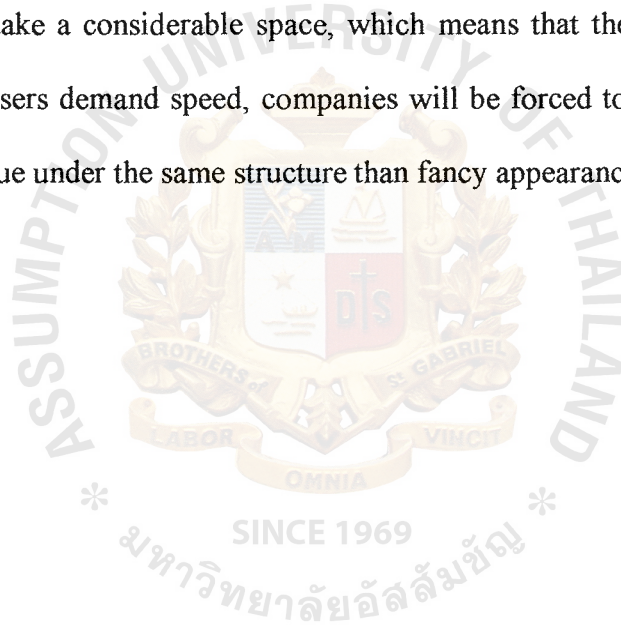 ake a considerable space, which means that the
sers demand speed, companies will be forced to
ue under the same structure than fancy appearanc
ASSUMPTION UNIVERSITY OF THAILAND
A M
D S
BROTHERS of St GABRIEL
LABOR
OMNIA
VINCIT
SINCE 1969
* มหาวิทยาลัยอัสสัมชัญ *